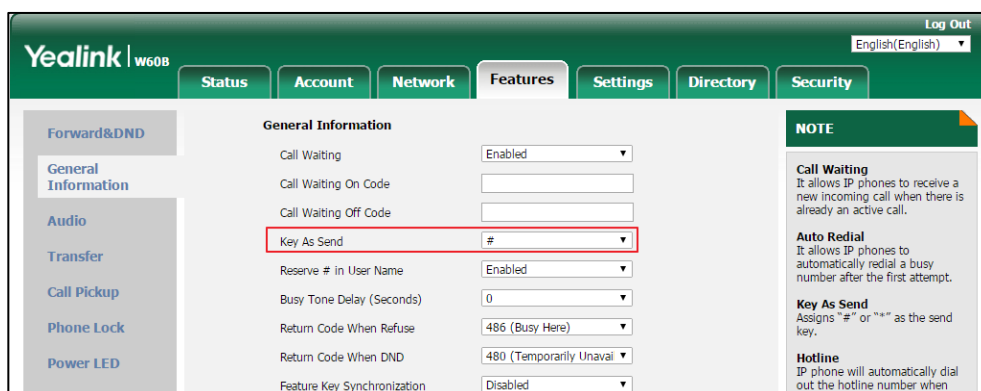 Log Out
Yealink | W60B
English(English)
Status Account Network Features Settings Directory Security
Forward&DND
General
Information
Audio
Transfer
Call Pickup
Phone Lock
Power LED
General Information
Call Waiting Enabled
Call Waiting On Code
Call Waiting Off Code
Key As Send #
Reserve # in User Name Enabled
Busy Tone Delay (Seconds) 0
Return Code When Refuse 486 (Busy Here)
Return Code When DND 480 (Temporarily Unavai
Feature Key Synchronization Disabled
NOTE
Call Waiting
It allows IP phones to receive a
new incoming call when there is
already an active call.
Auto Redial
It allows IP phones to
automatically redial a busy
number after the first attempt.
Key As Send
Assigns "#" or "*" as the send
key.
Hotline
IP phone will automatically dial
out the hotline number when